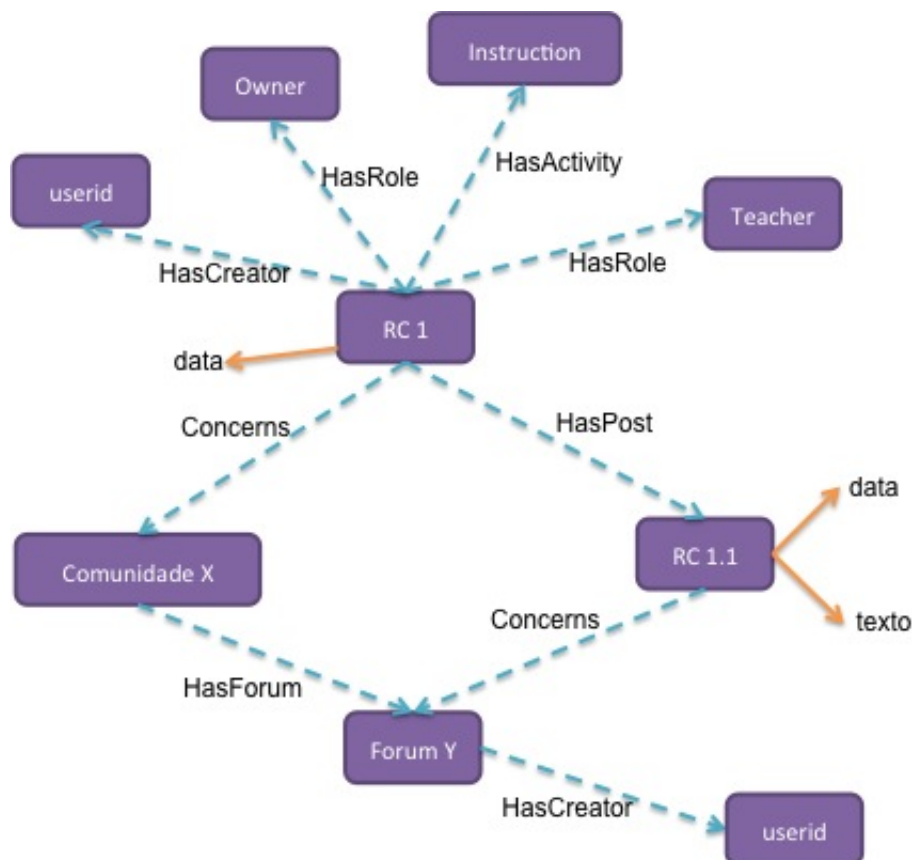 Instruction
Owner
HasRole
HasActivity
userid
Teacher
HasCreator
HasRole
RC 1
data
Concerns
HasPost
data
Comunidade X
RC 1.1
Concerns
texto
HasForum
Forum Y
HasCreator
userid